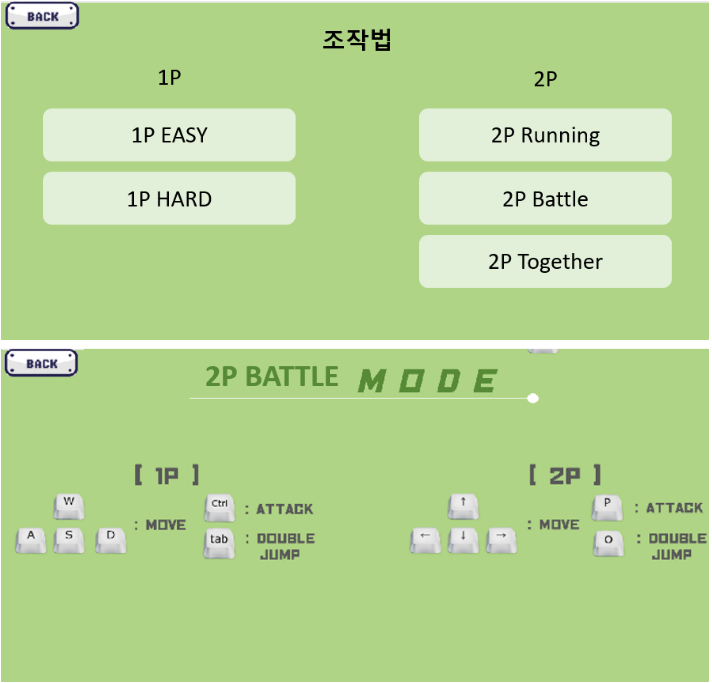 BACK
조작법
1P
2P
1P EASY
2P Running
1P HARD
2P Battle
2P Together
BACK
2P BATTLE MODE
[ 1P ]
[ 2P ]
W
Ctrl : ATTACK
A S D : MOVE
tab : DOUBLE JUMP
↑
P : ATTACK
← ↓ → : MOVE
O : DOUBLE JUMP